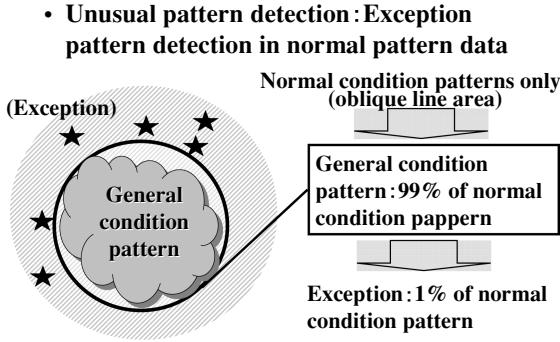 • Unusual pattern detection:Exception
pattern detection in normal pattern data
(Exception)
General
condition
pattern
Normal condition patterns only
(oblique line area)
General condition
pattern:99% of normal
condition pappern
Exception:1% of normal
condition pattern